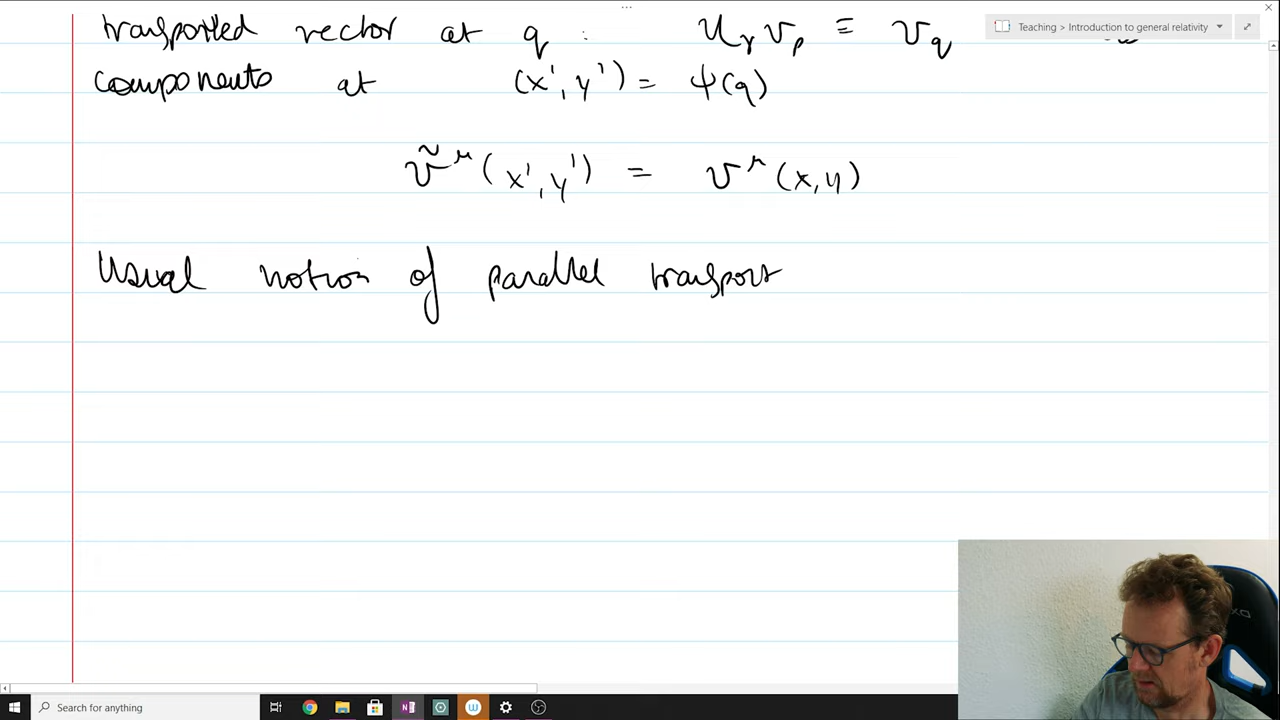 Teaching > Introduction to general relativity
transported vector at q : U_γ v_p ≡ v_q
components at (x', y') = ψ(q)
ṽ^μ (x', y') = v^μ (x, y)
Usual notion of parallel transport
Search for anything